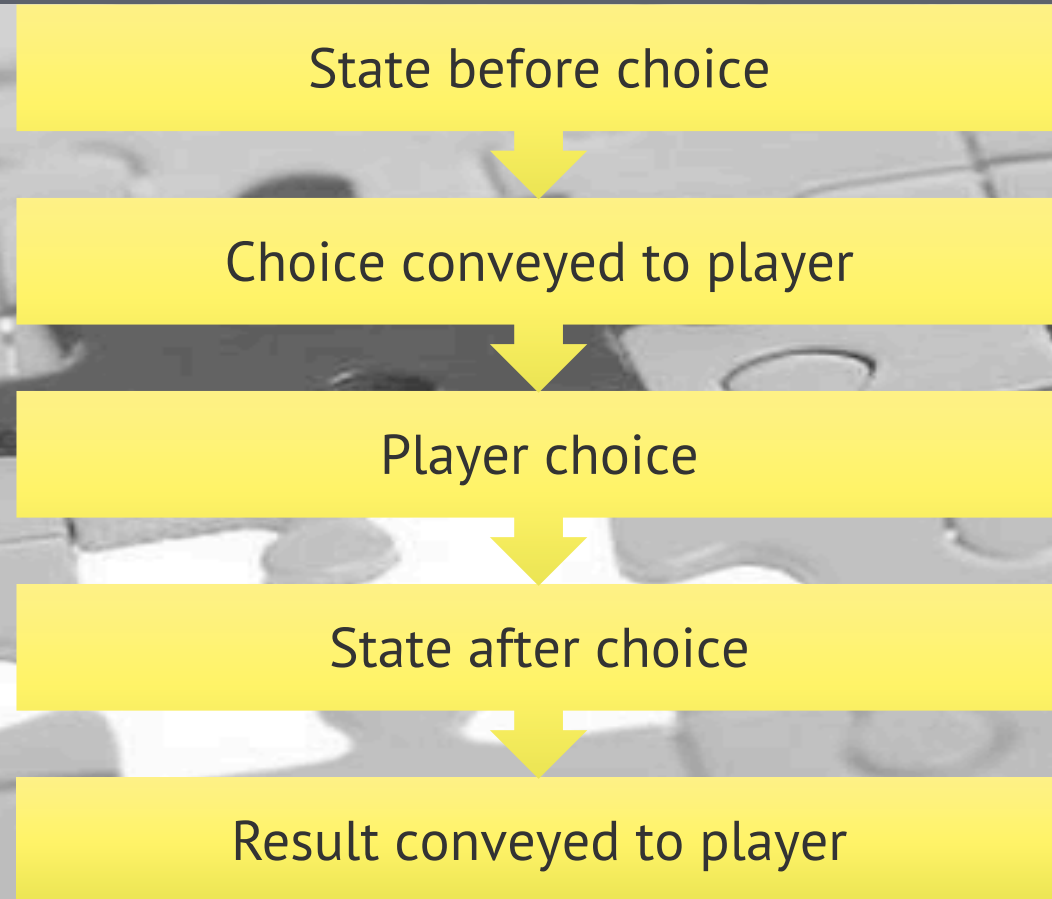 State before choice
Choice conveyed to player
Player choice
State after choice
Result conveyed to player